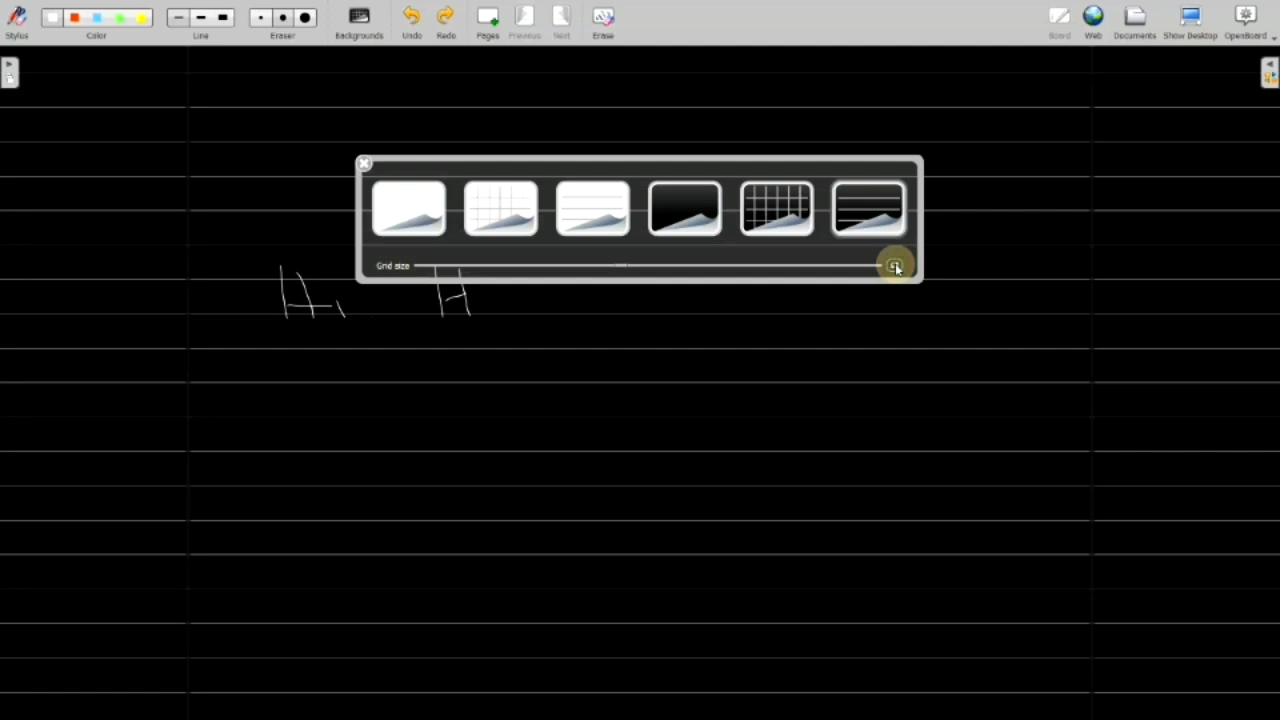 Stylus Color Line Eraser Backgrounds Undo Redo Pages Previous Next Erase Board Web Documents Show Desktop OpenBoard
Grid size
H, H